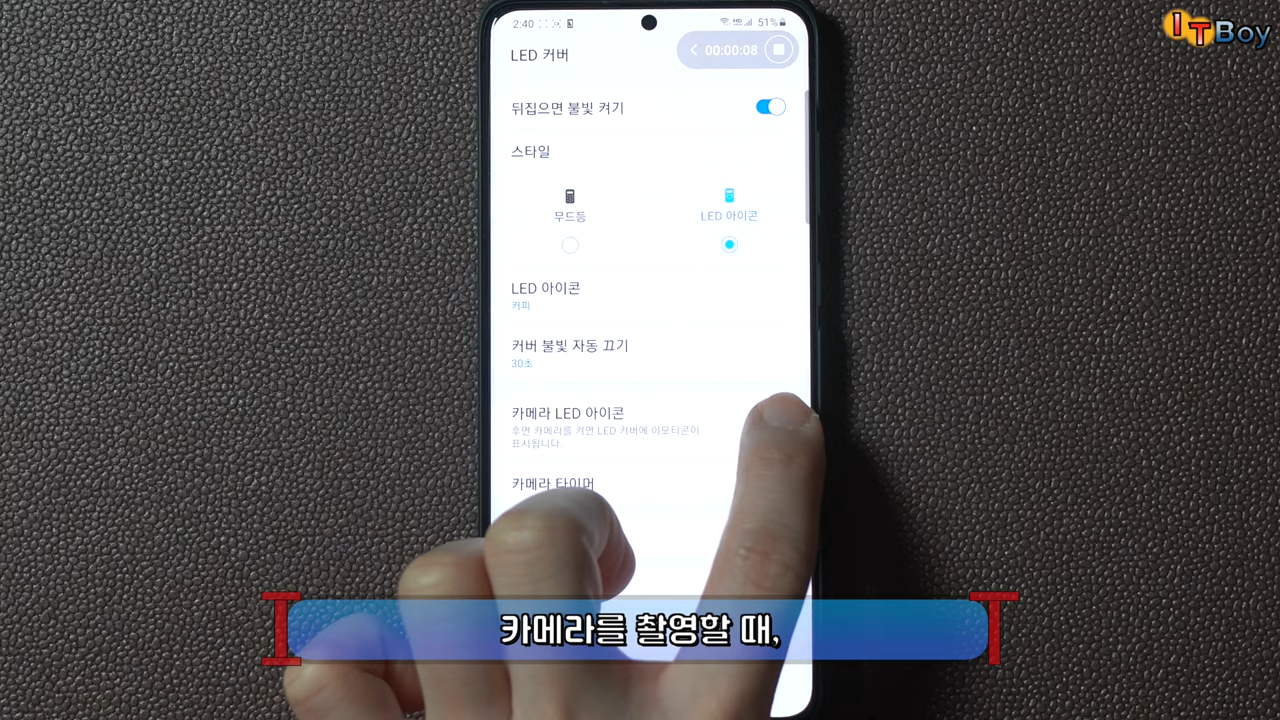 2:40
HD
51%
ITBoy
LED 커버
00:00:08
뒤집으면 불빛 켜기
스타일
무드등
LED 아이콘
LED 아이콘
커피
커버 불빛 자동 끄기
30초
카메라 LED 아이콘
후면 카메라를 켜면 LED 커버에 이모티콘이
표시됩니다.
카메라 타이머
카메라를 촬영할 때,
I
T